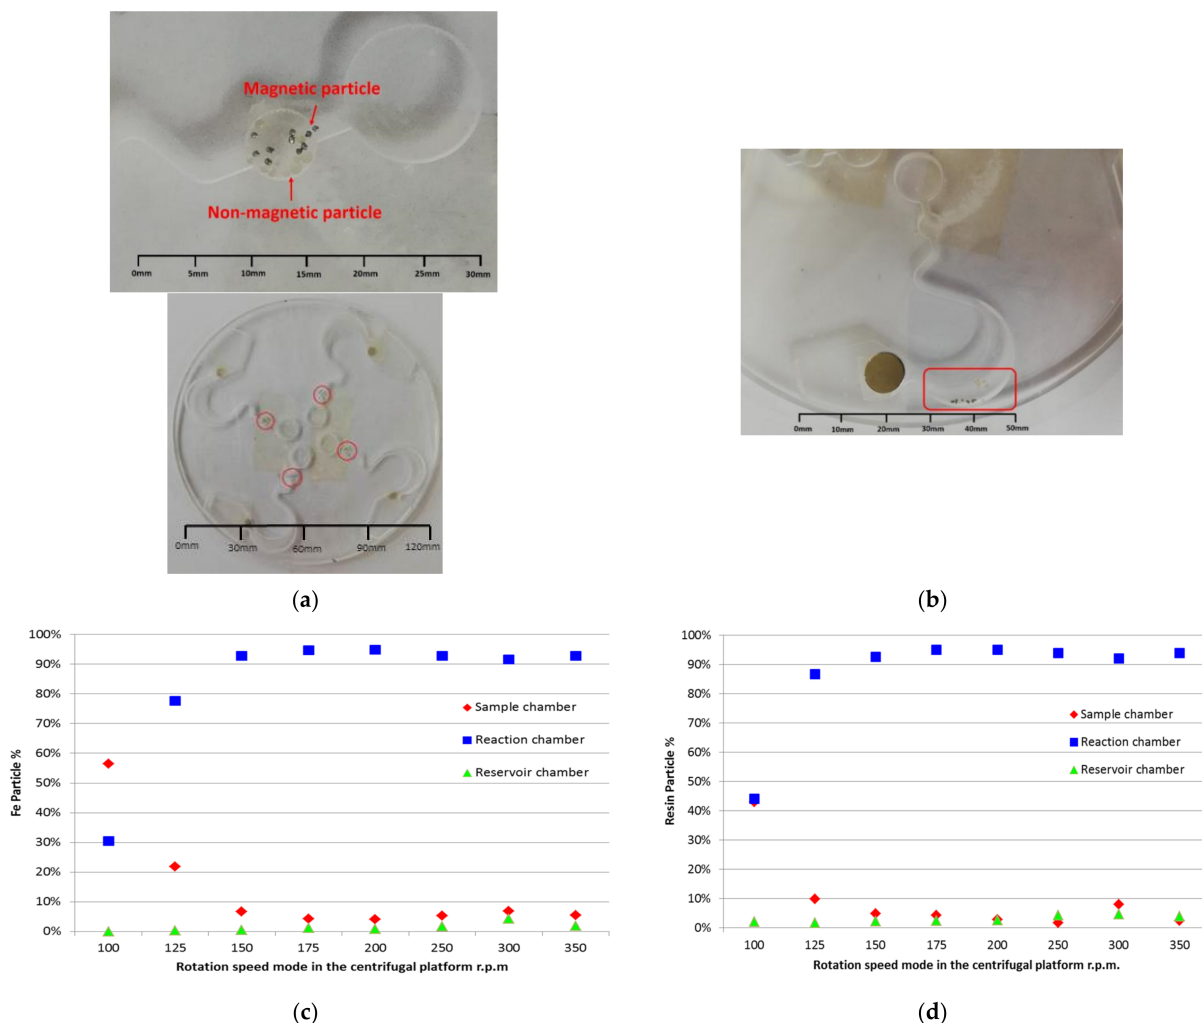 Magnetic particle
Non-magnetic particle
0mm 5mm 10mm 15mm 20mm 25mm 30mm
0mm 30mm 60mm 90mm 120mm
(a)
0mm 10mm 20mm 30mm 40mm 50mm
(b)
Fe Particle %
100%
90%
80%
70%
60%
50%
40%
30%
20%
10%
0%
Sample chamber
Reaction chamber
Reservoir chamber
100 125 150 175 200 250 300 350
Rotation speed mode in the centrifugal platform r.p.m
(c)
Resin Particle %
100%
90%
80%
70%
60%
50%
40%
30%
20%
10%
0%
Sample chamber
Reaction chamber
Reservoir chamber
100 125 150 175 200 250 300 350
Rotation speed mode in the centrifugal platform r.p.m.
(d)